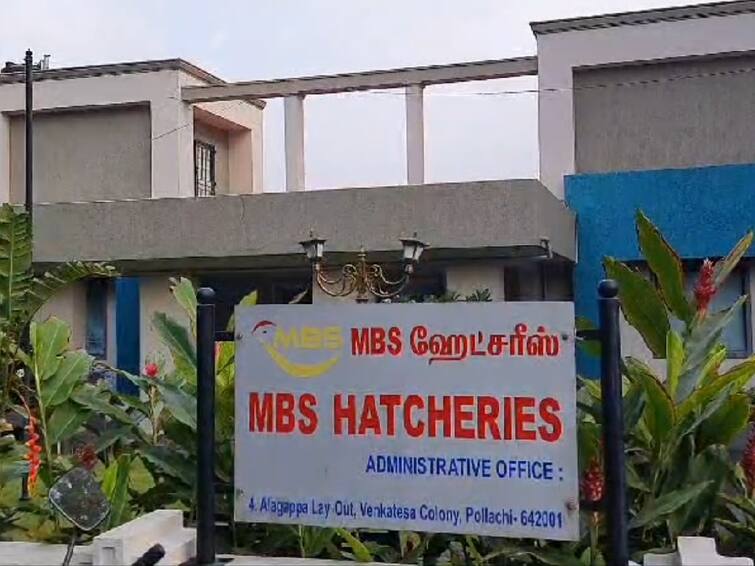 MBS MBS ஹேட்சரீஸ்
MBS HATCHERIES
ADMINISTRATIVE OFFICE :
4. Alagappa Lay-Out, Venkatesa Colony, Pollachi- 642001